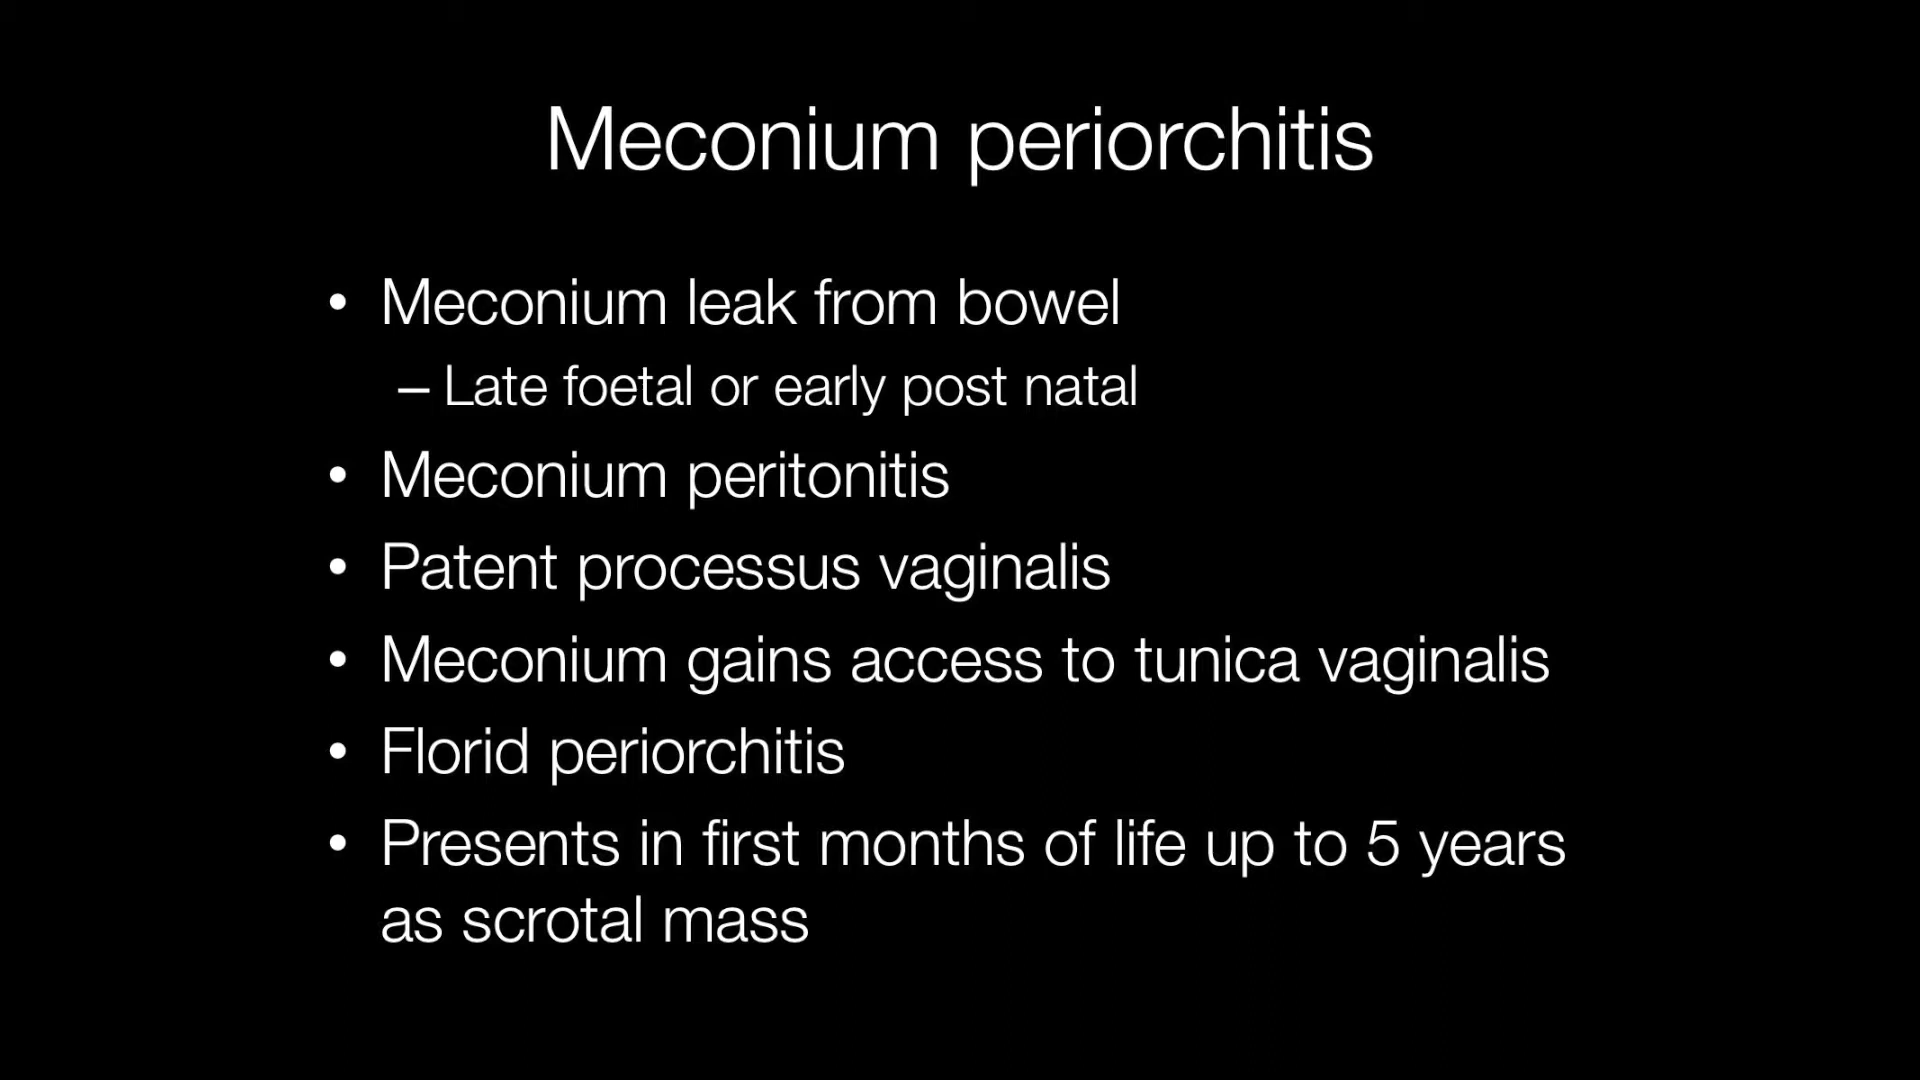 Meconium periorchitis
• Meconium leak from bowel
– Late foetal or early post natal
• Meconium peritonitis
• Patent processus vaginalis
• Meconium gains access to tunica vaginalis
• Florid periorchitis
• Presents in first months of life up to 5 years
as scrotal mass